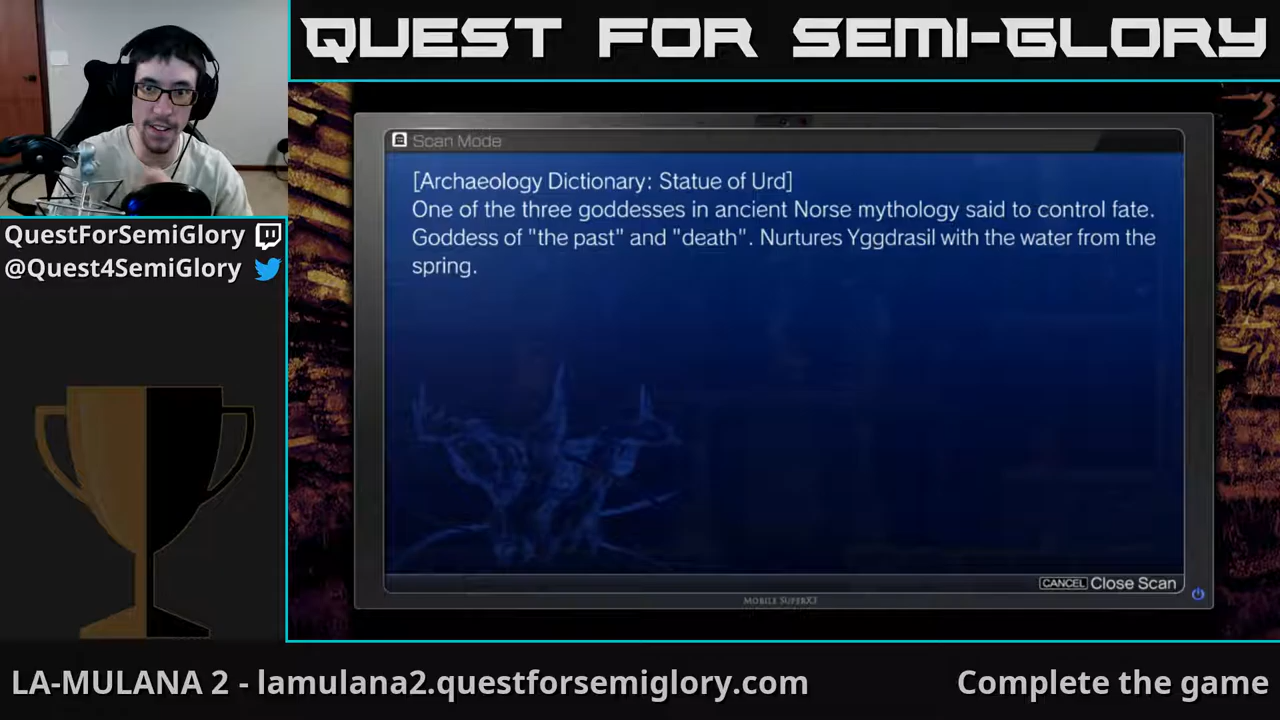 QUEST FOR SEMI-GLORY
Scan Mode
[Archaeology Dictionary: Statue of Urd]
One of the three goddesses in ancient Norse mythology said to control fate.
Goddess of "the past" and "death". Nurtures Yggdrasil with the water from the
spring.
CANCEL Close Scan
MOBILE SUPERX3
QuestForSemiGlory
@Quest4SemiGlory
LA-MULANA 2 - lamulana2.questforsemiglory.com
Complete the game